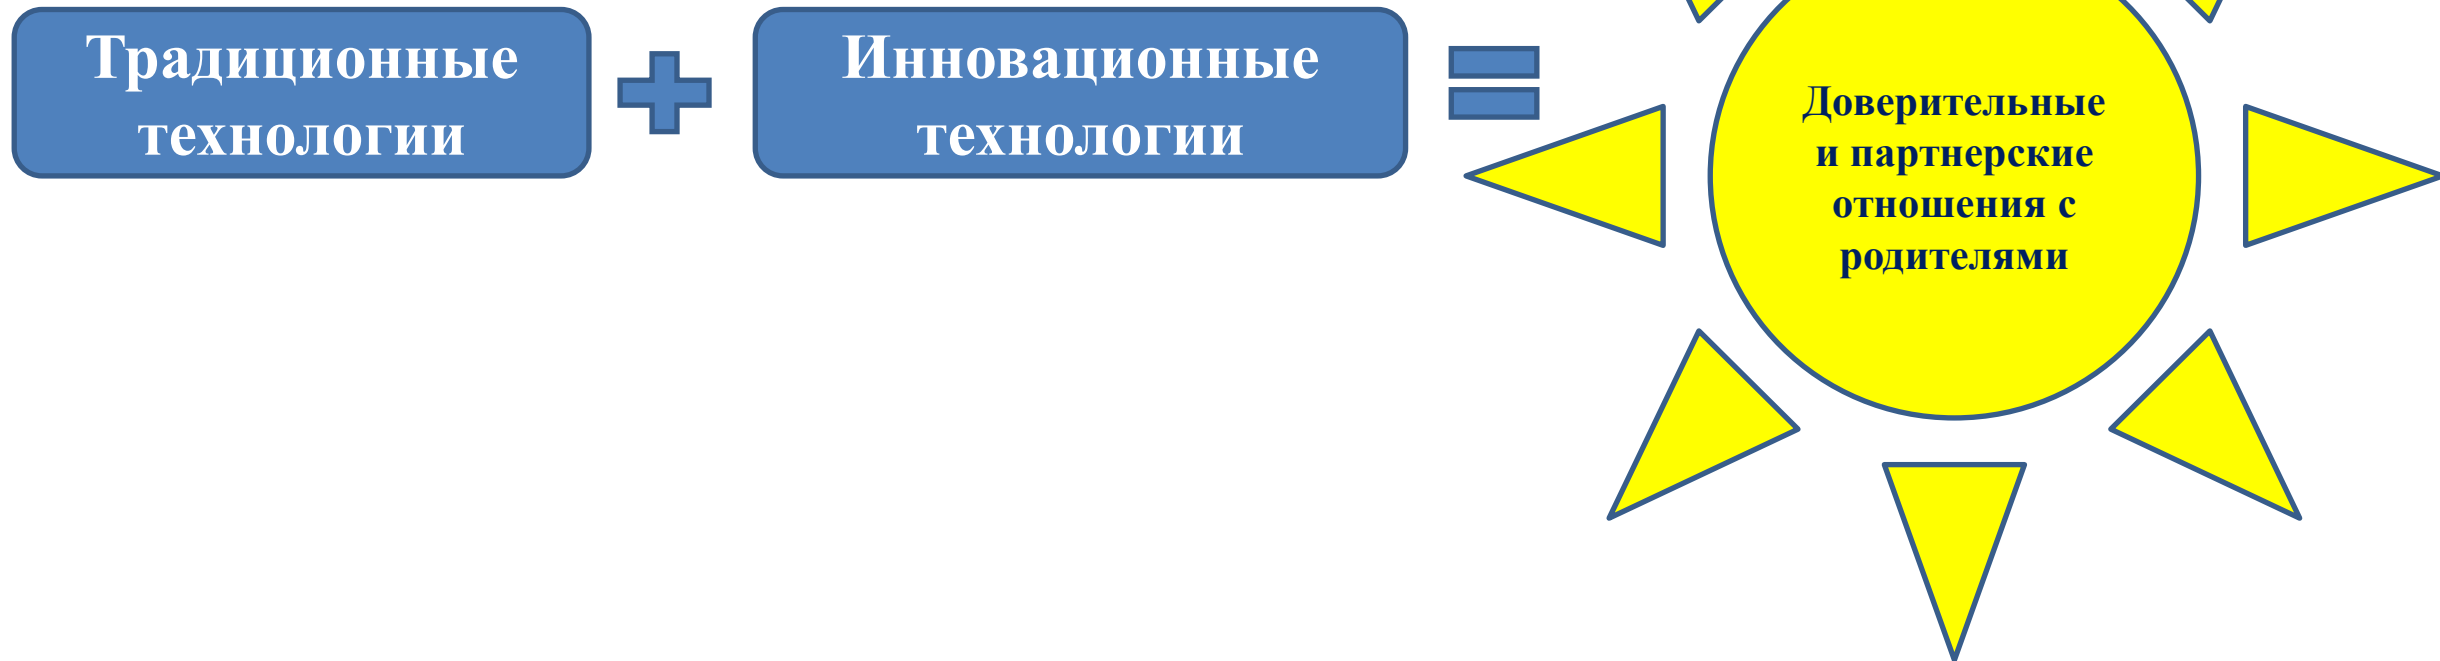 Традиционные
технологии
Инновационные
технологии
Доверительные
и партнерские
отношения с
родителями